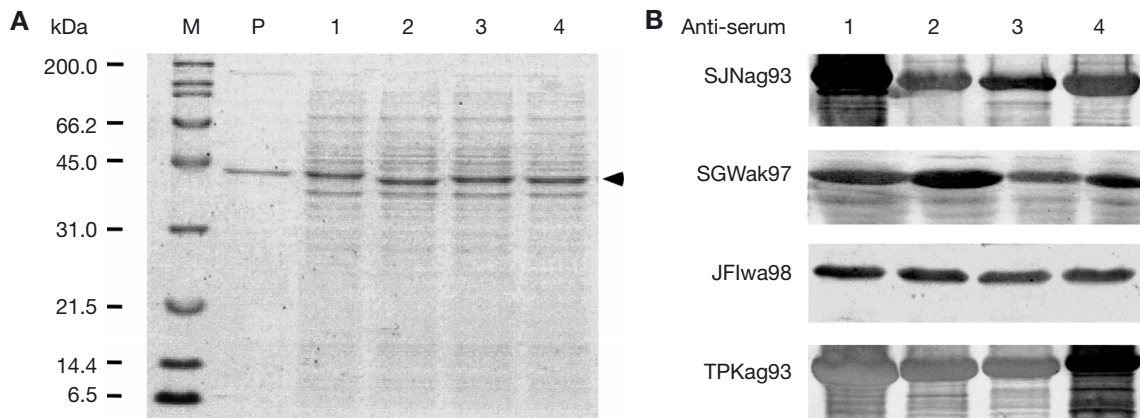 A kDa M P 1 2 3 4
200.0
66.2
45.0
31.0
21.5
14.4
6.5
B Anti-serum 1 2 3 4
SJNag93
SGWak97
JFIwa98
TPKag93